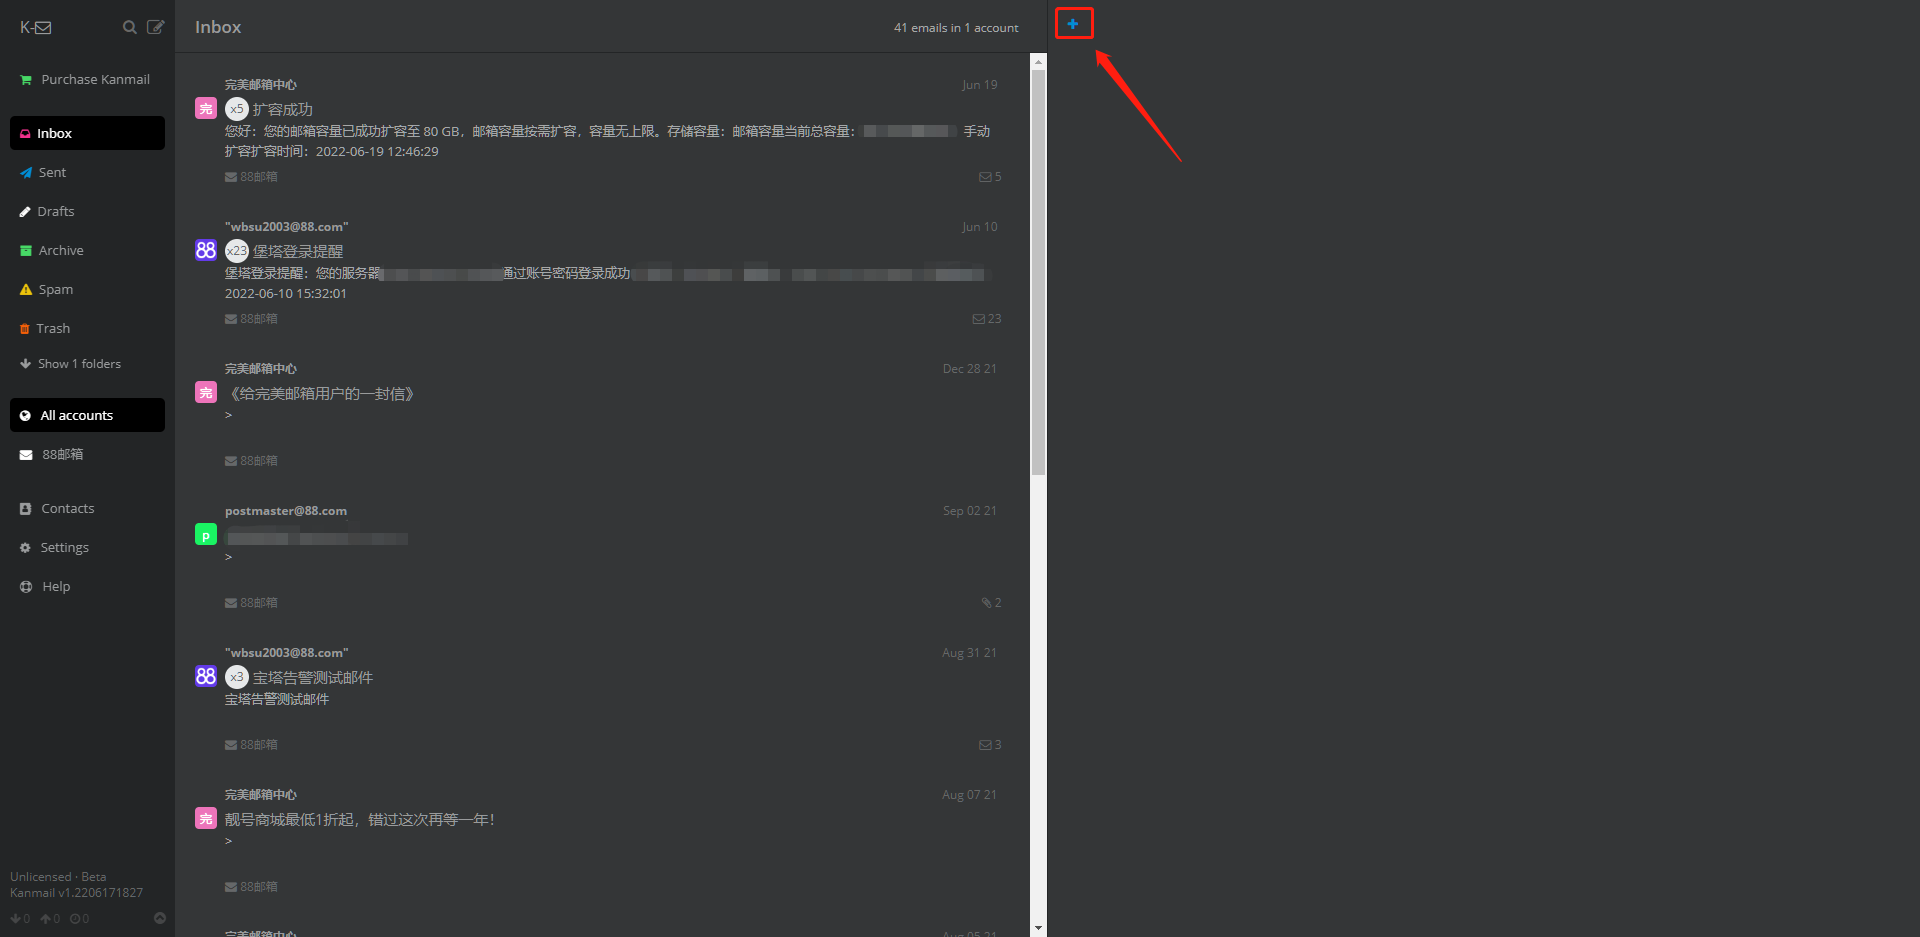 K-
Purchase Kanmail
Inbox
Sent
Drafts
Archive
Spam
Trash
Show 1 folders
All accounts
88邮箱
Contacts
Settings
Help
Unlicensed · Beta
Kanmail v1.2206171827
0 0 0
Inbox
41 emails in 1 account
完美邮箱中心
Jun 19
完 x5 扩容成功
您好：您的邮箱容量已成功扩容至 80 GB，邮箱容量按需扩容，容量无上限。存储容量：邮箱容量当前总容量： 手动
扩容扩容时间：2022-06-19 12:46:29
88邮箱
5
"wbsu2003@88.com"
Jun 10
88 x23 堡塔登录提醒
堡塔登录提醒：您的服务器 通过账号密码登录成功
2022-06-10 15:32:01
88邮箱
23
完美邮箱中心
Dec 28 21
完 《给完美邮箱用户的一封信》
>
88邮箱
postmaster@88.com
Sep 02 21
p
>
88邮箱
2
"wbsu2003@88.com"
Aug 31 21
88 x3 宝塔告警测试邮件
宝塔告警测试邮件
88邮箱
3
完美邮箱中心
Aug 07 21
完 靓号商城最低1折起，错过这次再等一年！
>
88邮箱
完美邮箱中心
Aug 05 21
+